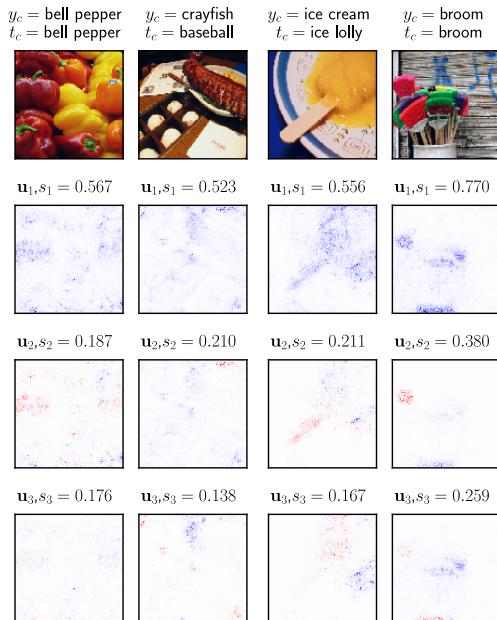 y_c = bell pepper y_c = crayfish y_c = ice cream y_c = broom
t_c = bell pepper t_c = baseball t_c = ice lolly t_c = broom
u_1,s_1 = 0.567 u_1,s_1 = 0.523 u_1,s_1 = 0.556 u_1,s_1 = 0.770
u_2,s_2 = 0.187 u_2,s_2 = 0.210 u_2,s_2 = 0.211 u_2,s_2 = 0.380
u_3,s_3 = 0.176 u_3,s_3 = 0.138 u_3,s_3 = 0.167 u_3,s_3 = 0.259